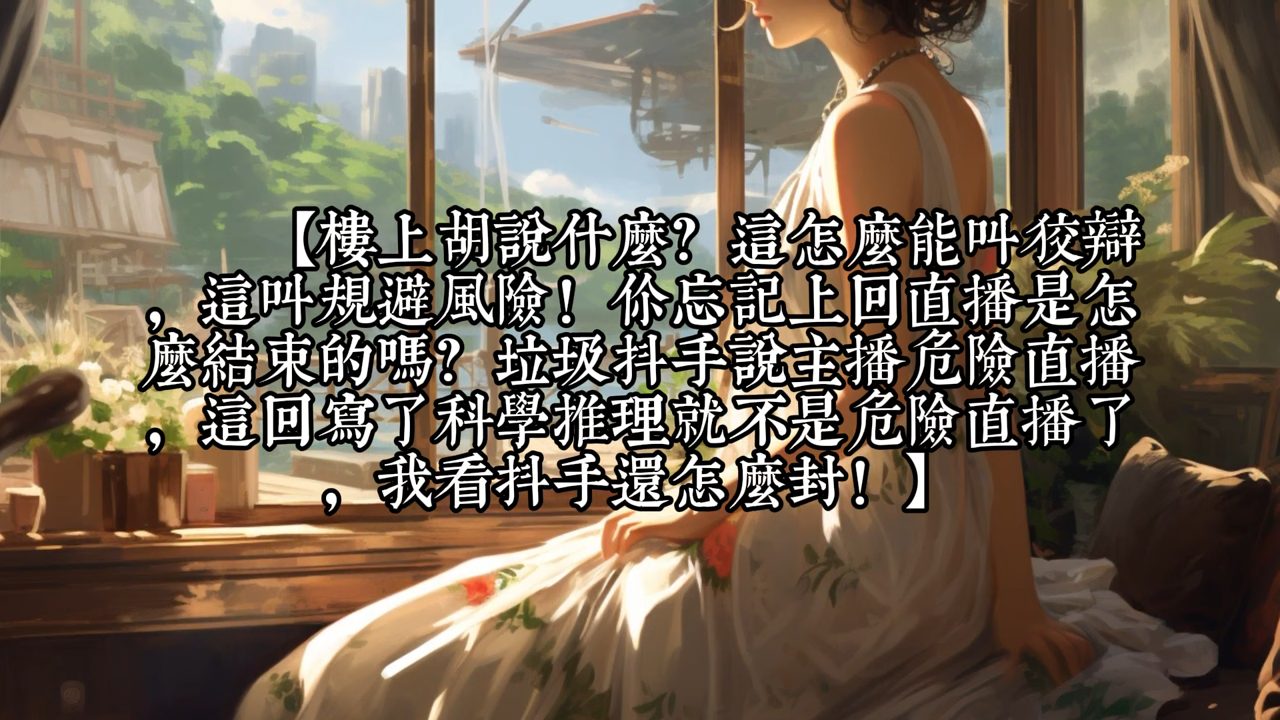 【樓上胡說什麼？這怎麼能叫狡辯
，這叫規避風險！你忘記上回直播是怎
麼結束的嗎？垃圾抖手說主播危險直播
，這回寫了科學推理就不是危險直播了
，我看抖手還怎麼封！】